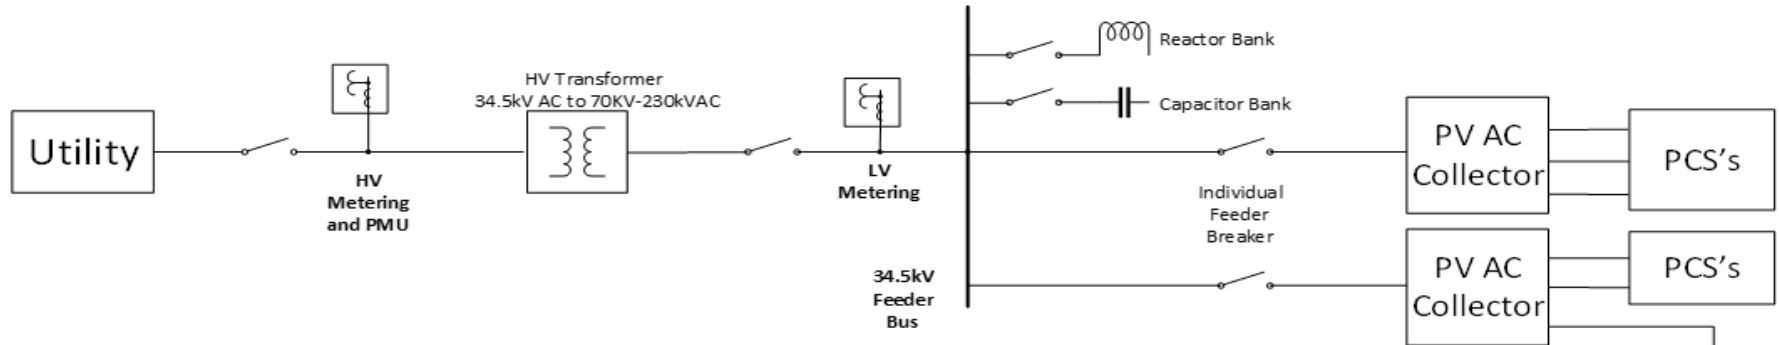 Utility
HV
Metering
and PMU
HV Transformer
34.5kV AC to 70KV-230kVAC
LV
Metering
34.5kV
Feeder
Bus
Reactor Bank
Capacitor Bank
Individual
Feeder
Breaker
PV AC
Collector
PCS's
PV AC
Collector
PCS's